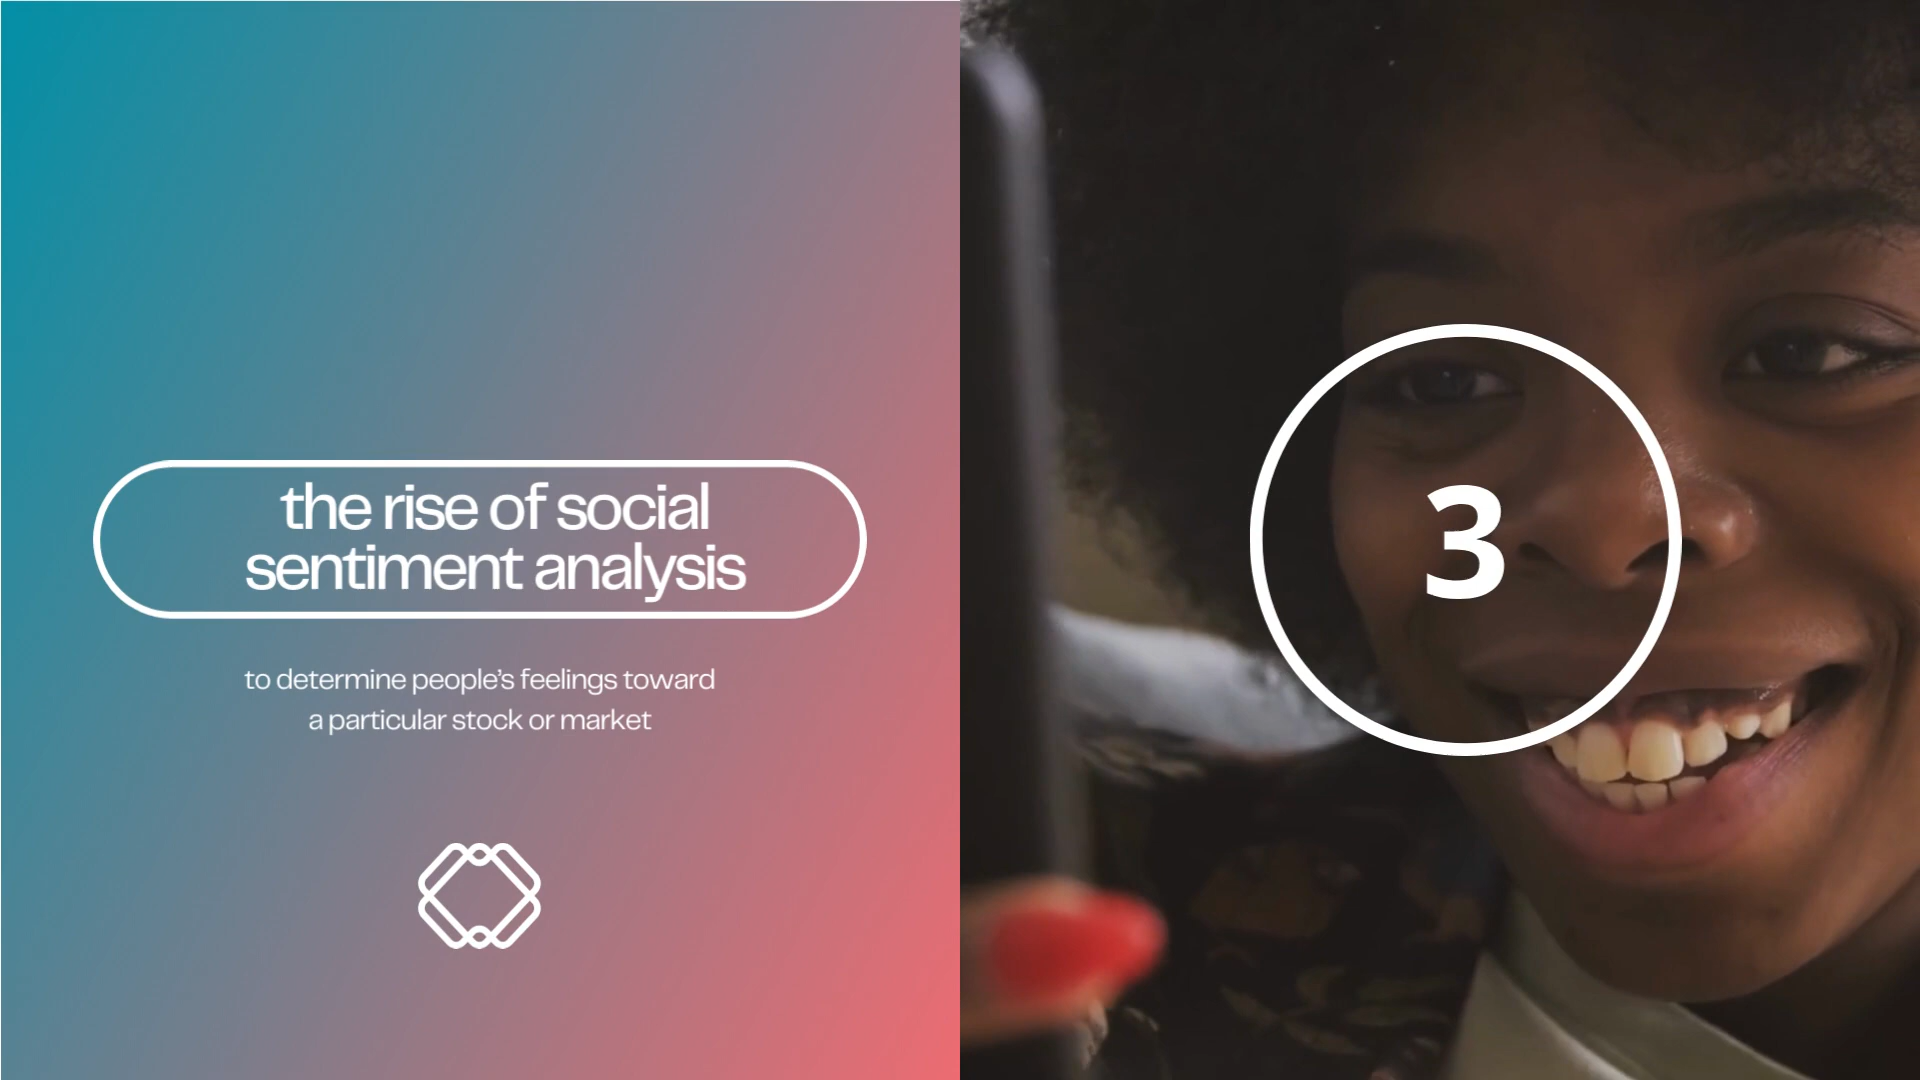 the rise of social
sentiment analysis
to determine people’s feelings toward
a particular stock or market
3